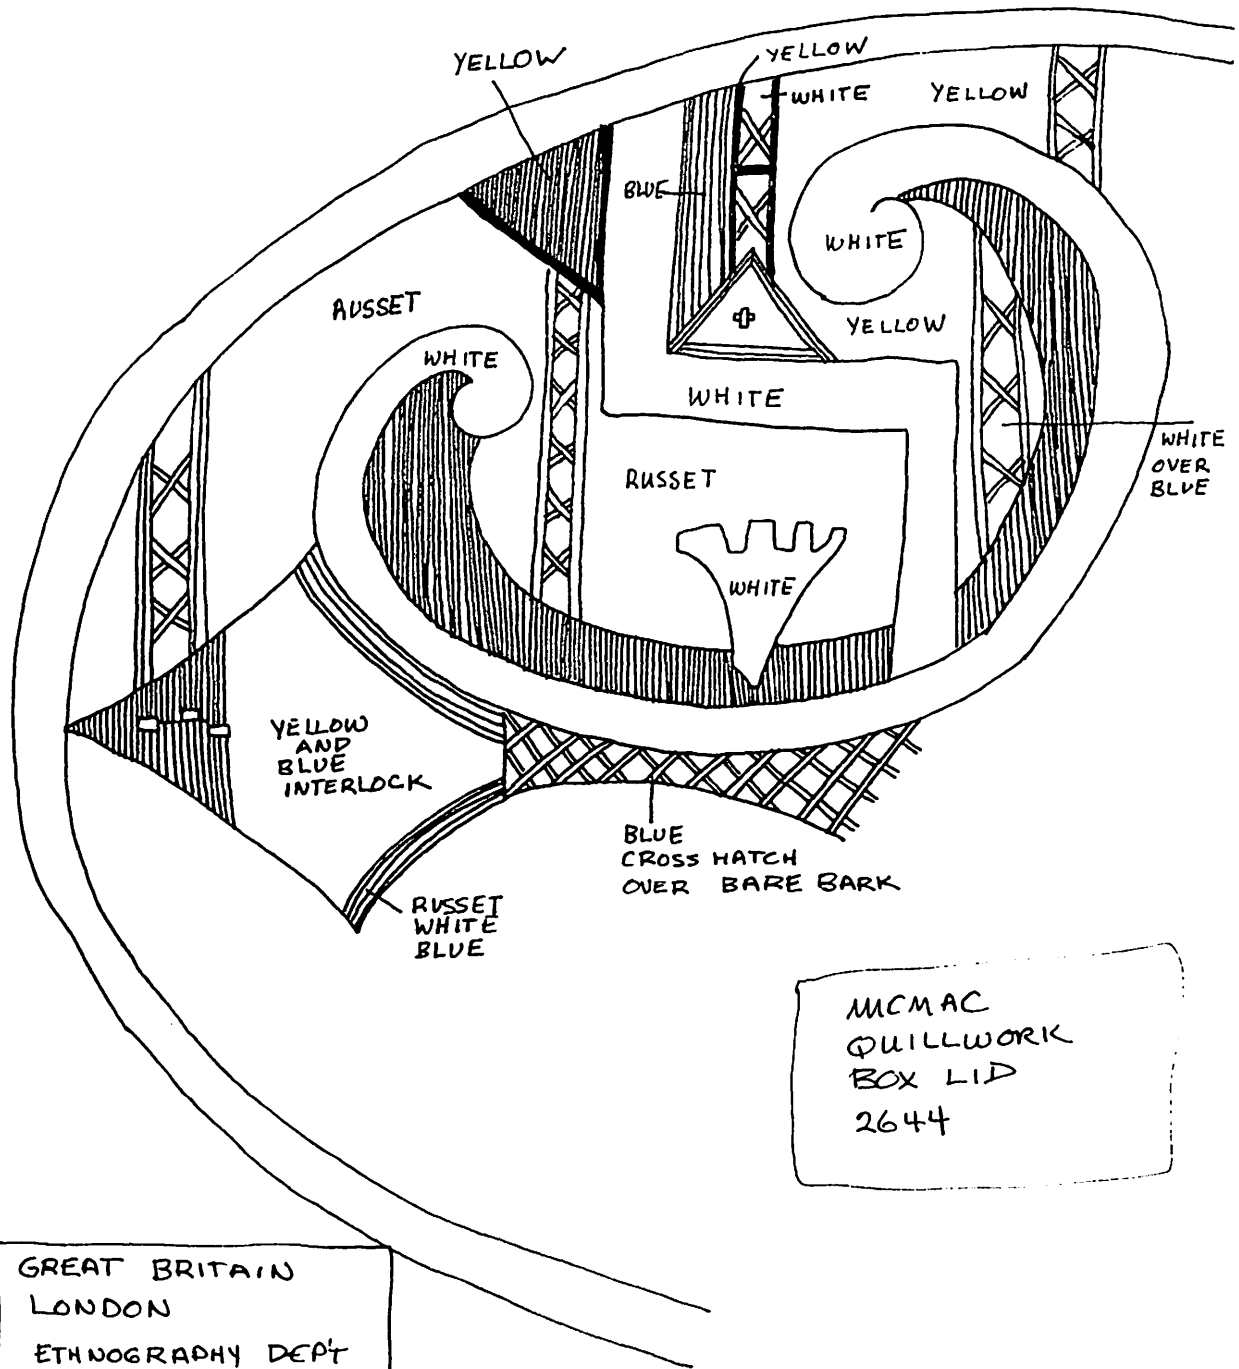 YELLOW
YELLOW
WHITE
YELLOW
BLUE
WHITE
RUSSET
YELLOW
WHITE
WHITE
WHITE
OVER
BLUE
RUSSET
WHITE
YELLOW
AND
BLUE
INTERLOCK
BLUE
CROSS HATCH
OVER BARE BARK
RUSSET
WHITE
BLUE
MICMAC
QUILLWORK
BOX LID
2644
GREAT BRITAIN
LONDON
ETHNOGRAPHY DEP'T